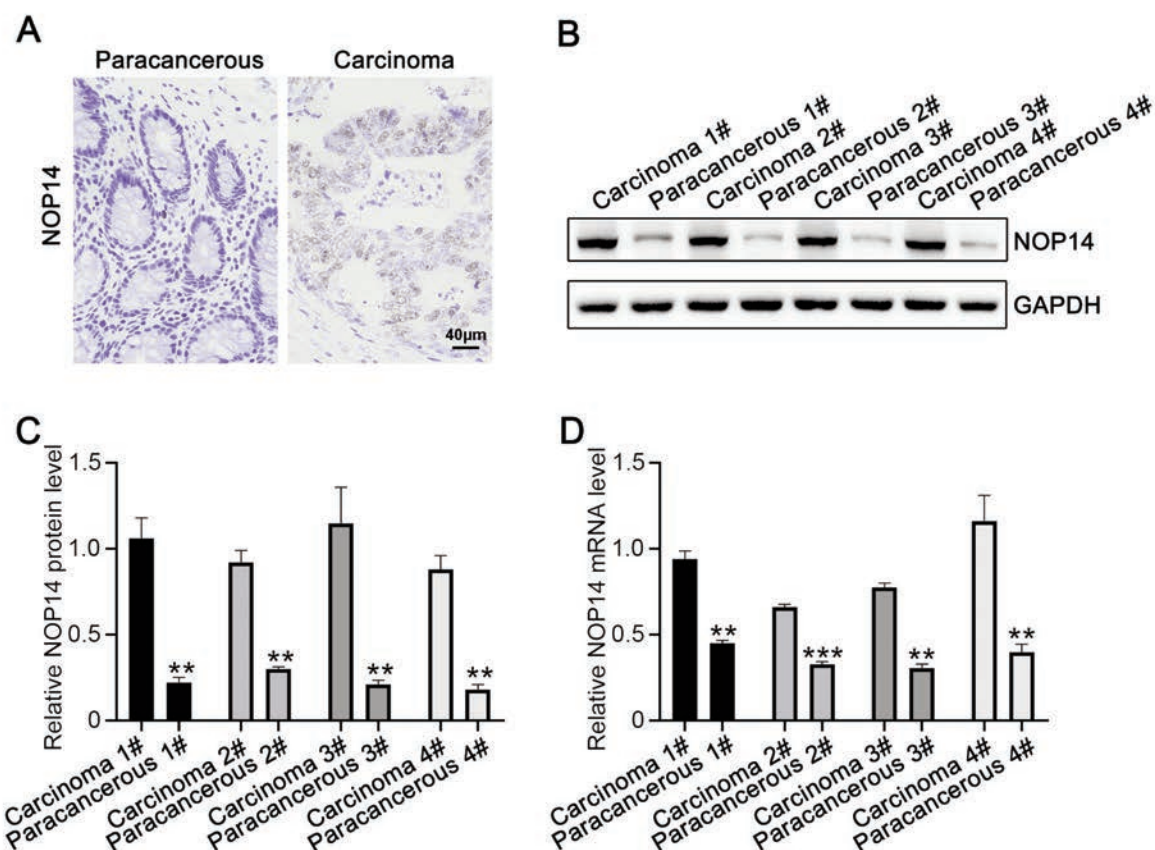 A
Paracancerous
Carcinoma
NOP14
40μm
B
Carcinoma 1#
Paracancerous 1#
Carcinoma 2#
Paracancerous 2#
Carcinoma 3#
Paracancerous 3#
Carcinoma 4#
Paracancerous 4#
NOP14
GAPDH
C
Relative NOP14 protein level
1.5
1.0
0.5
0
**
**
**
**
Carcinoma 1#
Paracancerous 1#
Carcinoma 2#
Paracancerous 2#
Carcinoma 3#
Paracancerous 3#
Carcinoma 4#
Paracancerous 4#
D
Relative NOP14 mRNA level
1.5
1.0
0.5
0
**
***
**
**
Carcinoma 1#
Paracancerous 1#
Carcinoma 2#
Paracancerous 2#
Carcinoma 3#
Paracancerous 3#
Carcinoma 4#
Paracancerous 4#